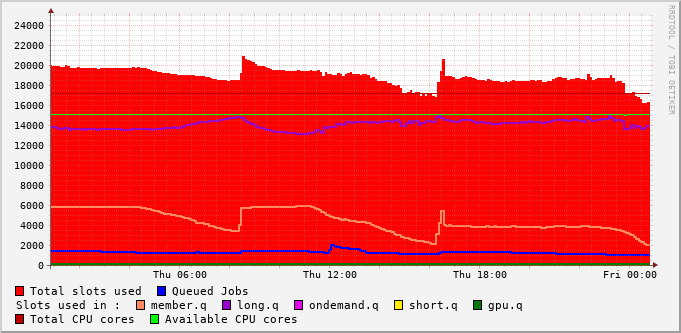 RRDTOOL / TOBI OETIKER
24000
22000
20000
18000
16000
14000
12000
10000
8000
6000
4000
2000
0
Thu 06:00 Thu 12:00 Thu 18:00 Fri 00:00
Total slots used Queued Jobs
Slots used in : member.q long.q ondemand.q short.q gpu.q
Total CPU cores Available CPU cores